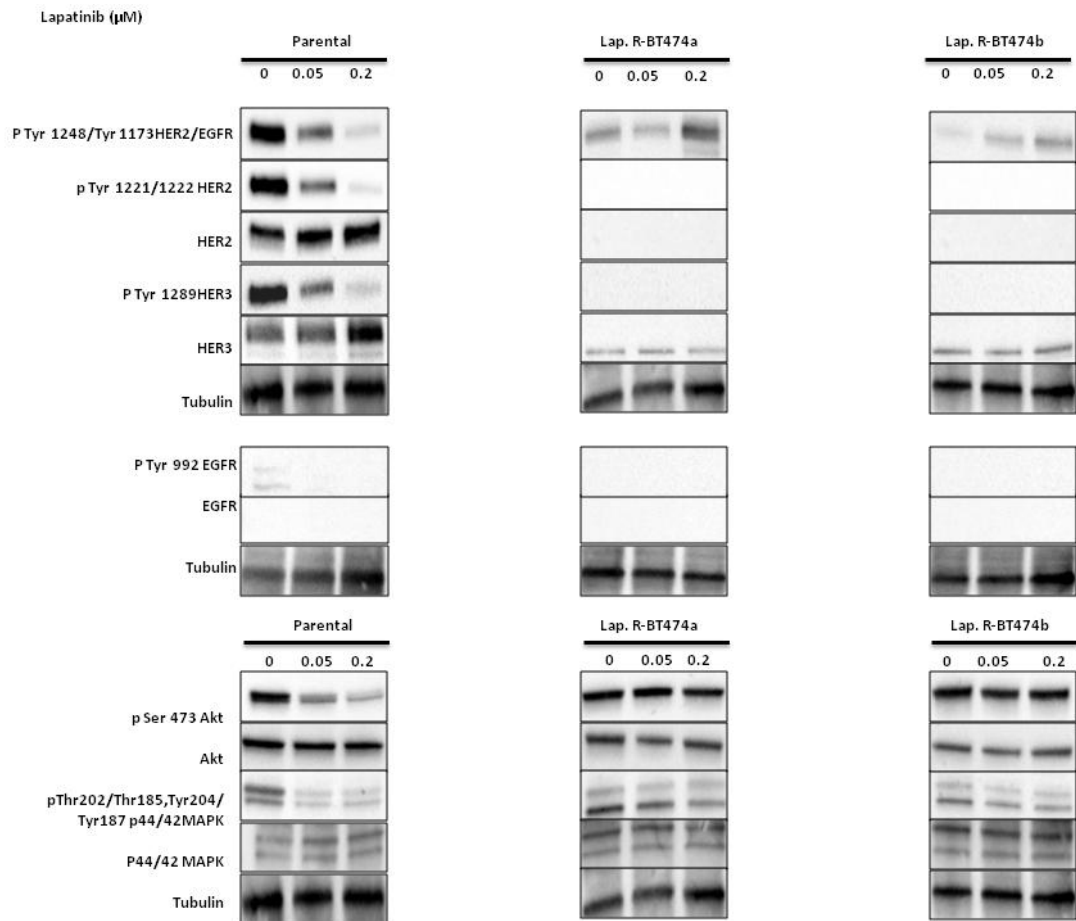 Lapatinib (µM)
Parental Lap. R-BT474a Lap. R-BT474b
0 0.05 0.2 0 0.05 0.2 0 0.05 0.2
P Tyr 1248/Tyr 1173HER2/EGFR
p Tyr 1221/1222 HER2
HER2
P Tyr 1289HER3
HER3
Tubulin
P Tyr 992 EGFR
EGFR
Tubulin
Parental Lap. R-BT474a Lap. R-BT474b
0 0.05 0.2 0 0.05 0.2 0 0.05 0.2
p Ser 473 Akt
Akt
pThr202/Thr185,Tyr204/
Tyr187 p44/42MAPK
P44/42 MAPK
Tubulin